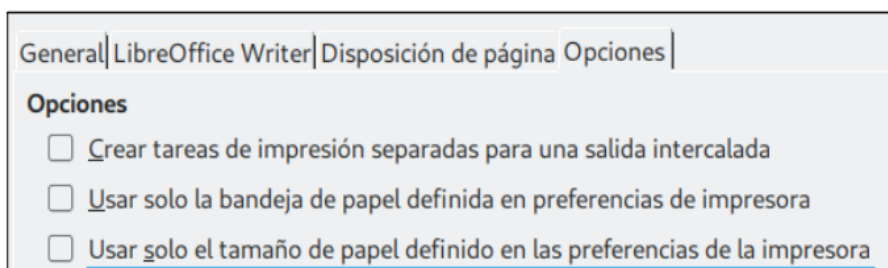 General LibreOffice Writer Disposición de página Opciones
Opciones
Crear tareas de impresión separadas para una salida intercalada
Usar solo la bandeja de papel definida en preferencias de impresora
Usar solo el tamaño de papel definido en las preferencias de la impresora